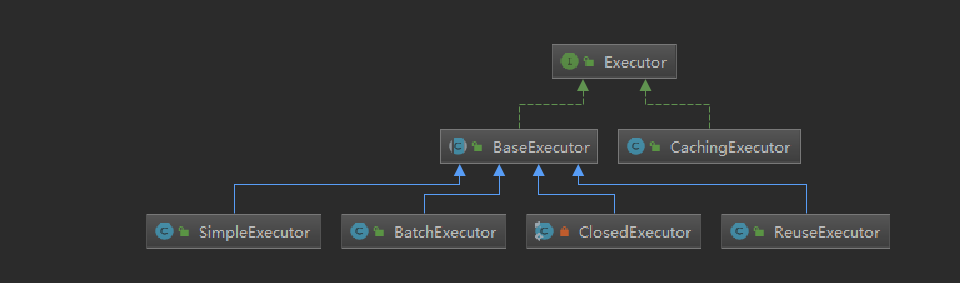 Executor
BaseExecutor
CachingExecutor
SimpleExecutor
BatchExecutor
ClosedExecutor
ReuseExecutor